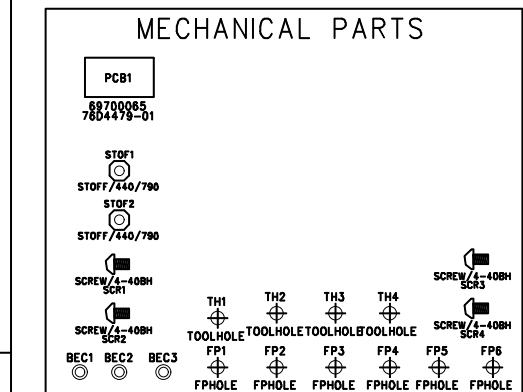 MECHANICAL PARTS
PCB1
69700065
76D4479-01
STOF1
STOFF/440/790
STOF2
STOFF/440/790
SCREW/4-40BH
SCR1
SCREW/4-40BH
SCR3
SCREW/4-40BH
SCR2
TH1 TH2 TH3 TH4
TOOLHOLE TOOLHOLE TOOLHOLE TOOLHOLE
SCREW/4-40BH
SCR4
BEC1 BEC2 BEC3 FP1 FP2 FP3 FP4 FP5 FP6
FPHOLE FPHOLE FPHOLE FPHOLE FPHOLE FPHOLE